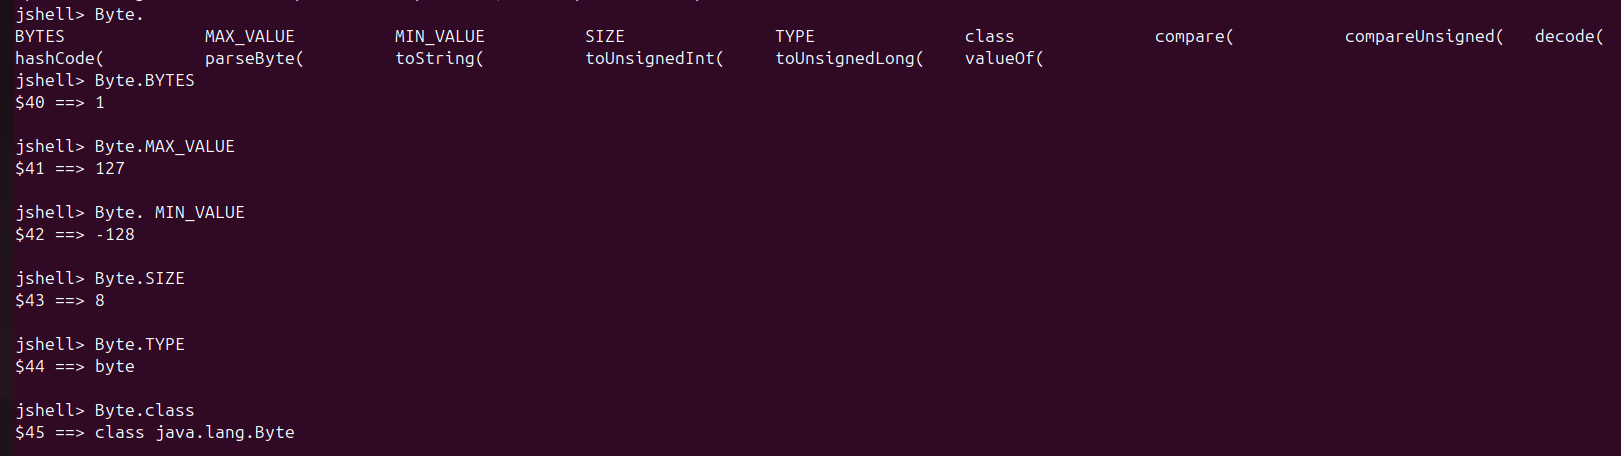 jshell> Byte.
BYTES MAX_VALUE MIN_VALUE SIZE TYPE class compare( compareUnsigned( decode(
hashCode( parseByte( toString( toUnsignedInt( toUnsignedLong( valueOf(
jshell> Byte.BYTES
$40 ==> 1
jshell> Byte.MAX_VALUE
$41 ==> 127
jshell> Byte. MIN_VALUE
$42 ==> -128
jshell> Byte.SIZE
$43 ==> 8
jshell> Byte.TYPE
$44 ==> byte
jshell> Byte.class
$45 ==> class java.lang.Byte